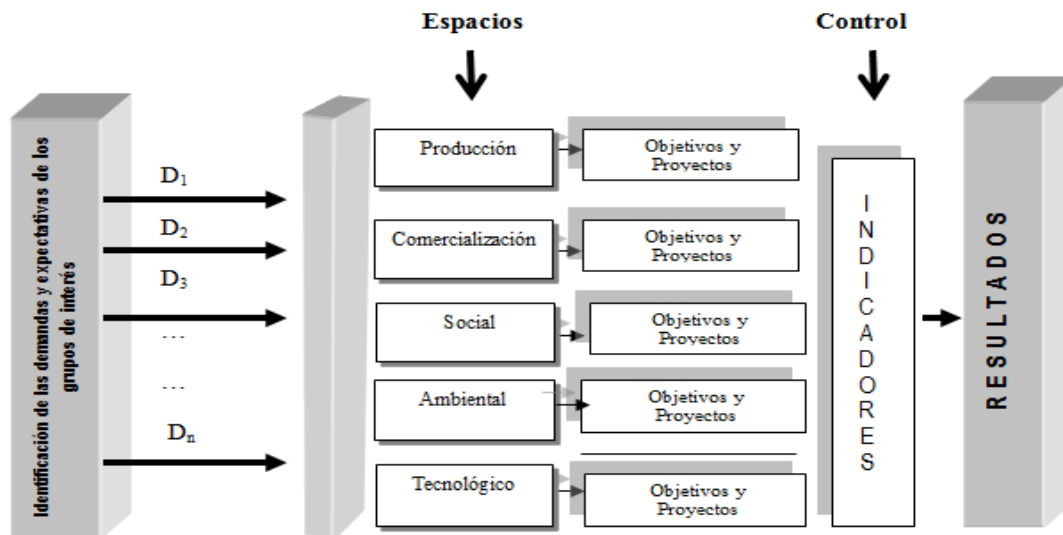 Espacios
Control
Identificación de las demandas y expectativas de los
grupos de interés
D1
D2
D3
...
...
Dn
Producción
Objetivos y
Proyectos
Comercialización
Objetivos y
Proyectos
Social
Objetivos y
Proyectos
Ambiental
Objetivos y
Proyectos
Tecnológico
Objetivos y
Proyectos
INDICADORES
RESULTADOS